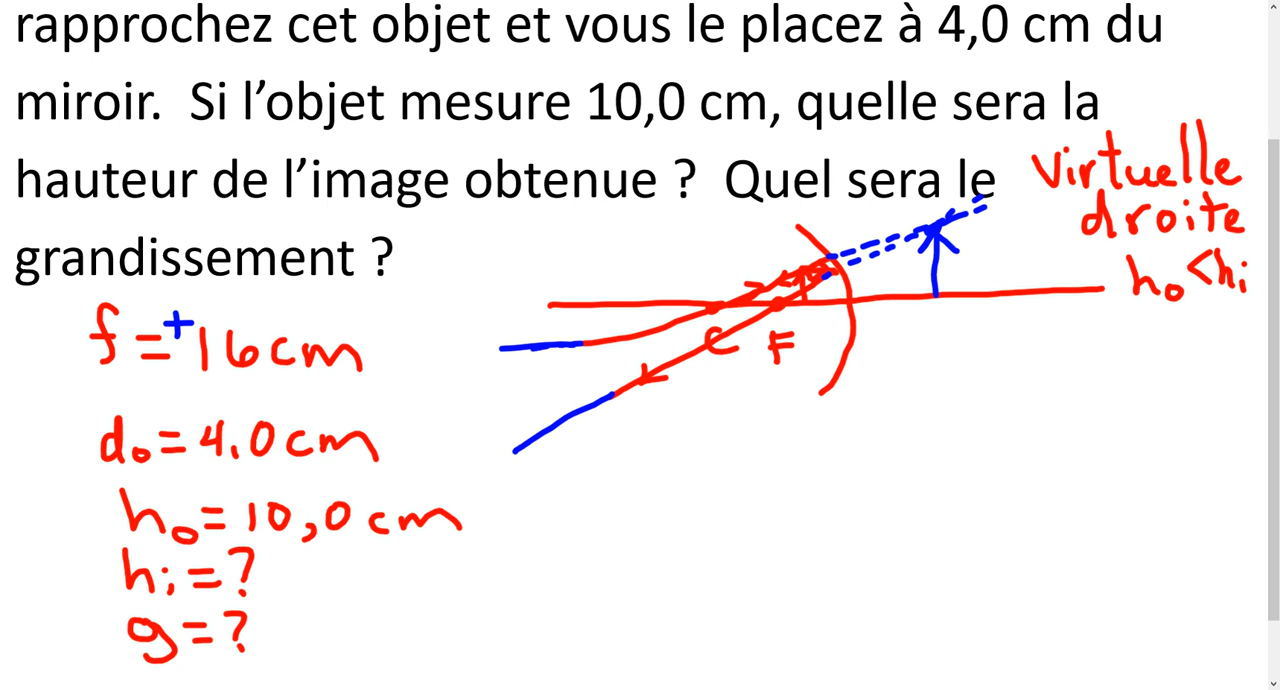 rapprochez cet objet et vous le placez à 4,0 cm du
miroir. Si l’objet mesure 10,0 cm, quelle sera la
hauteur de l’image obtenue ? Quel sera le
grandissement ?
virtuelle
droite
ho < hi
f = +16 cm
do = 4.0 cm
ho = 10,0 cm
hi = ?
g = ?
C F